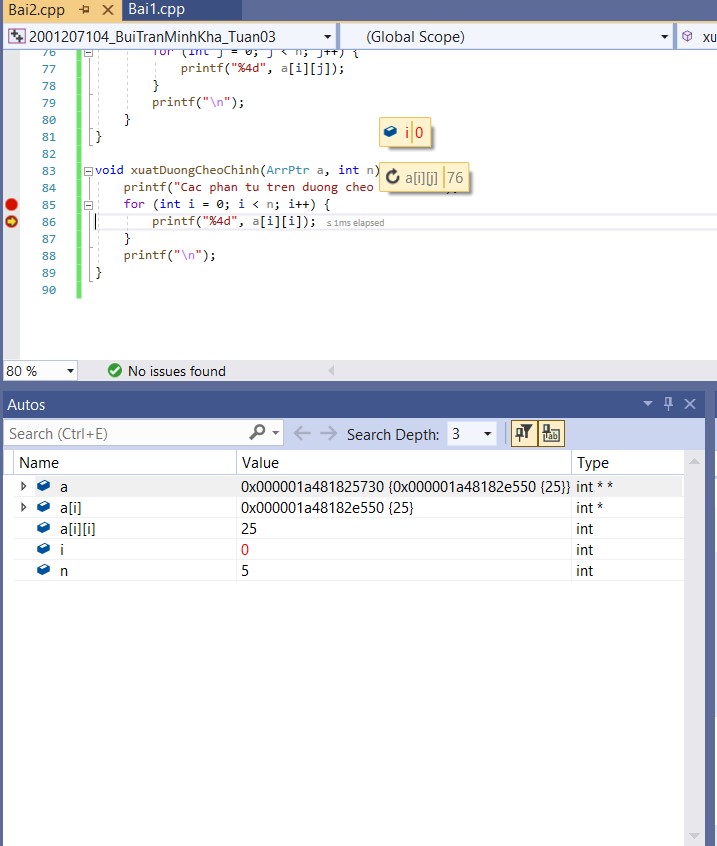 Bai2.cpp Bai1.cpp
2001207104_BuiTranMinhKha_Tuan03 (Global Scope) xu
76 for (int j = 0; j < n; j++) {
77 printf("%4d", a[i][j]);
78 }
79 printf("\n");
80 }
81 }
82
83 void xuatDuongCheoChinh(ArrPtr a, int n)
84 printf("Cac phan tu tren duong cheo
85 for (int i = 0; i < n; i++) {
86 printf("%4d", a[i][i]); ≤ 1ms elapsed
87 }
88 printf("\n");
89 }
90
i 0
a[i][j] 76
80 % No issues found
Autos
Search (Ctrl+E) Search Depth: 3
Name Value Type
a 0x000001a481825730 {0x000001a48182e550 {25}} int * *
a[i] 0x000001a48182e550 {25} int *
a[i][i] 25 int
i 0 int
n 5 int